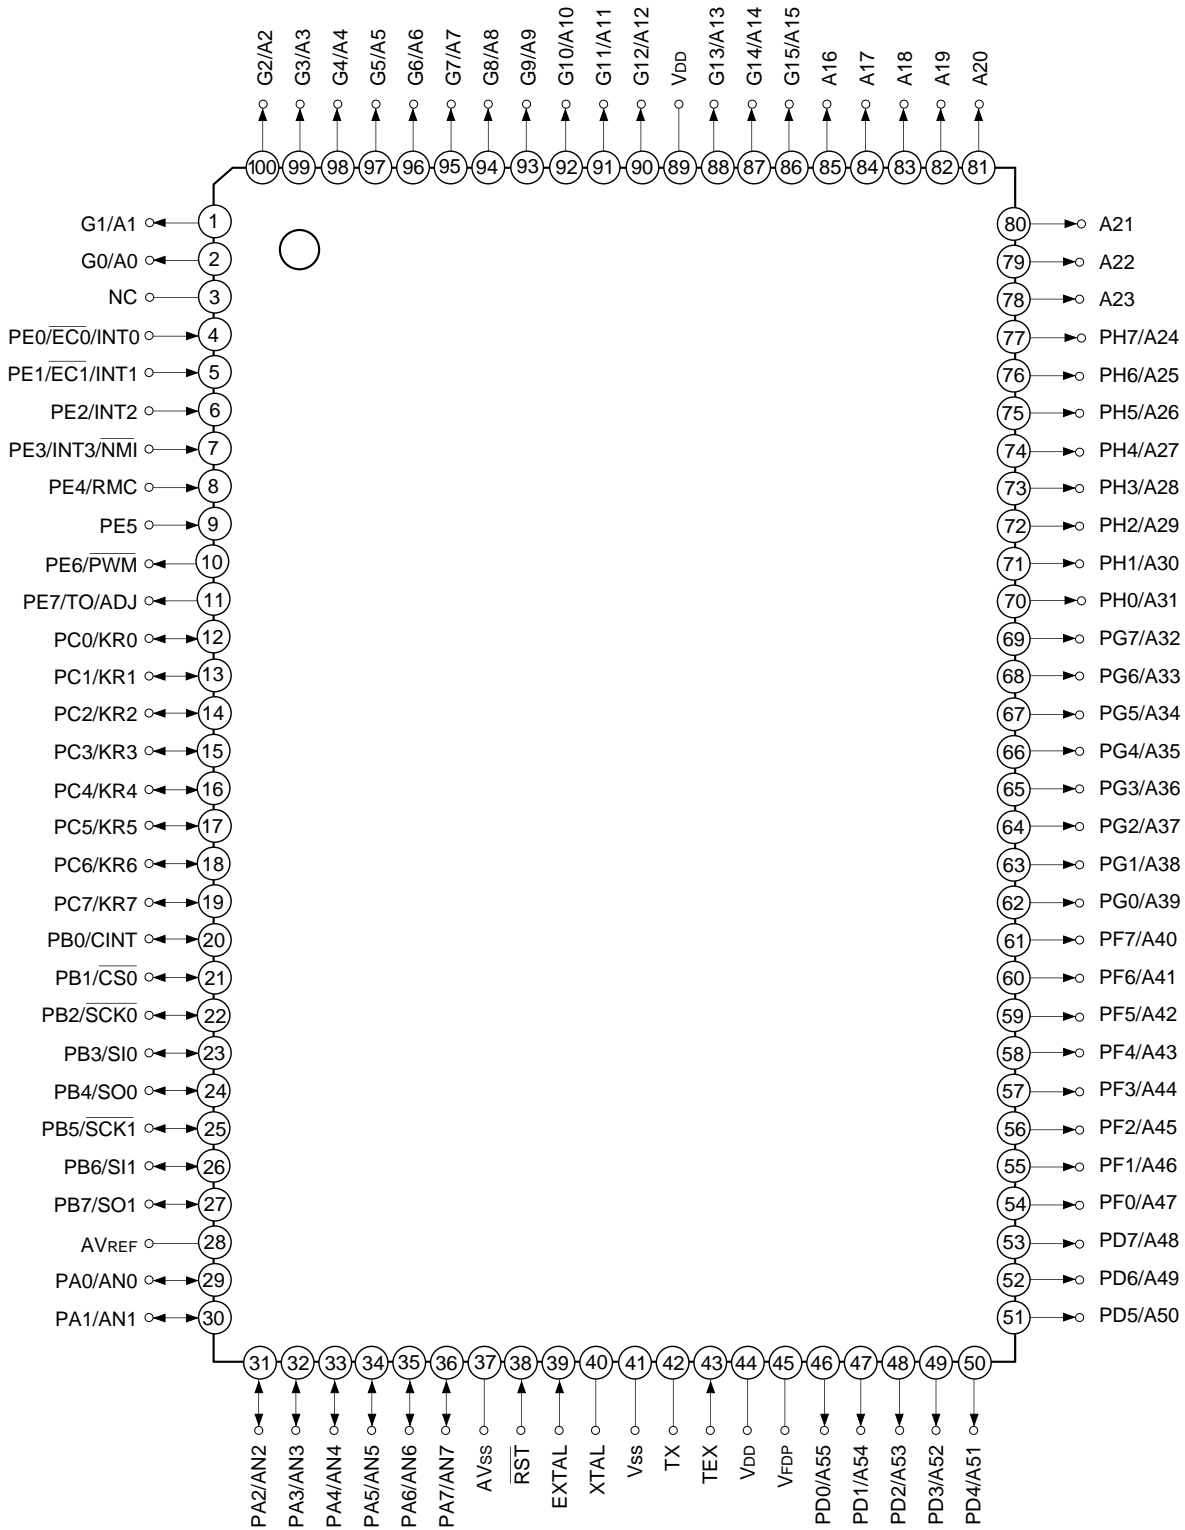 G2/A2
G3/A3
G4/A4
G5/A5
G6/A6
G7/A7
G8/A8
G9/A9
G10/A10
G11/A11
G12/A12
VDD
G13/A13
G14/A14
G15/A15
A16
A17
A18
A19
A20
100 99 98 97 96 95 94 93 92 91 90 89 88 87 86 85 84 83 82 81
G1/A1 1
G0/A0 2
NC 3
PE0/EC0/INT0 4
PE1/EC1/INT1 5
PE2/INT2 6
PE3/INT3/NMI 7
PE4/RMC 8
PE5 9
PE6/PWM 10
PE7/TO/ADJ 11
PC0/KR0 12
PC1/KR1 13
PC2/KR2 14
PC3/KR3 15
PC4/KR4 16
PC5/KR5 17
PC6/KR6 18
PC7/KR7 19
PB0/CINT 20
PB1/CS0 21
PB2/SCK0 22
PB3/SI0 23
PB4/SO0 24
PB5/SCK1 25
PB6/SI1 26
PB7/SO1 27
AVREF 28
PA0/AN0 29
PA1/AN1 30
80 A21
79 A22
78 A23
77 PH7/A24
76 PH6/A25
75 PH5/A26
74 PH4/A27
73 PH3/A28
72 PH2/A29
71 PH1/A30
70 PH0/A31
69 PG7/A32
68 PG6/A33
67 PG5/A34
66 PG4/A35
65 PG3/A36
64 PG2/A37
63 PG1/A38
62 PG0/A39
61 PF7/A40
60 PF6/A41
59 PF5/A42
58 PF4/A43
57 PF3/A44
56 PF2/A45
55 PF1/A46
54 PF0/A47
53 PD7/A48
52 PD6/A49
51 PD5/A50
31 32 33 34 35 36 37 38 39 40 41 42 43 44 45 46 47 48 49 50
PA2/AN2
PA3/AN3
PA4/AN4
PA5/AN5
PA6/AN6
PA7/AN7
AVss
RST
EXTAL
XTAL
Vss
TX
TEX
VDD
VFDP
PD0/A55
PD1/A54
PD2/A53
PD3/A52
PD4/A51